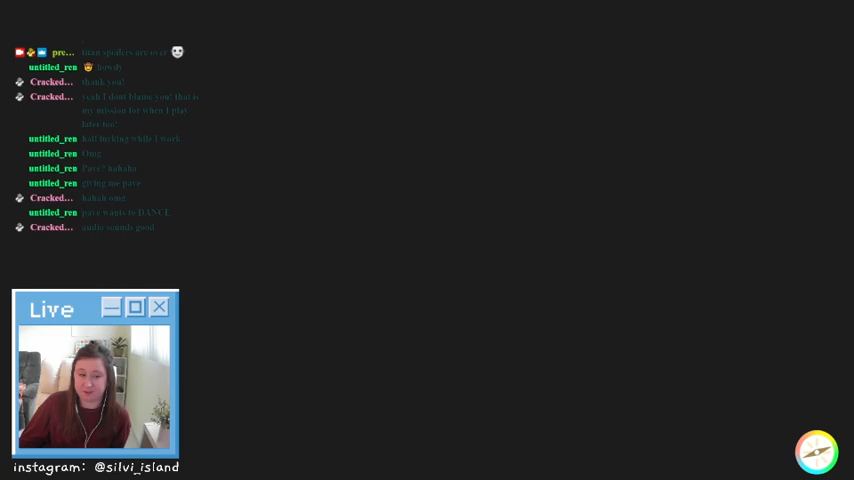 pre... titan spoilers are over
untitled_ren howdy
Cracked... thank you!
Cracked... yeah I dont blame you! that is
my mission for when I play
later too!
untitled_ren half lurking while I work
untitled_ren Omg
untitled_ren Pave? hahaha
untitled_ren giving me pave
Cracked... hahah omg
untitled_ren pave wants to DANCE
Cracked... audio sounds good
Live
instagram: @silvi_island